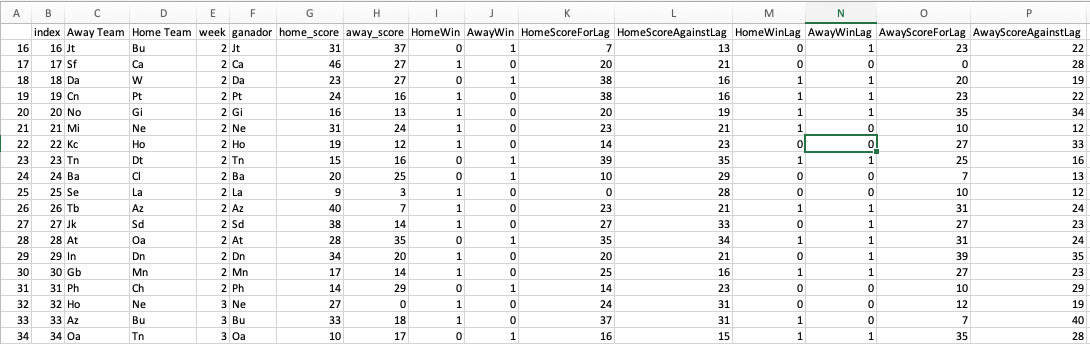 A B C D E F G H I J K L M N O P
index Away Team Home Team week ganador home_score away_score HomeWin AwayWin HomeScoreForLag HomeScoreAgainstLag HomeWinLag AwayWinLag AwayScoreForLag AwayScoreAgainstLag
16 16 Jt Bu 2 Jt 31 37 0 1 7 13 0 1 23 22
17 17 Sf Ca 2 Ca 46 27 1 0 20 21 0 0 0 28
18 18 Da W 2 Da 23 27 0 1 38 16 1 1 20 19
19 19 Cn Pt 2 Pt 24 16 1 0 38 16 1 1 23 22
20 20 No Gi 2 Gi 16 13 1 0 20 19 1 1 35 34
21 21 Mi Ne 2 Ne 31 24 1 0 23 21 1 0 10 12
22 22 Kc Ho 2 Ho 19 12 1 0 14 23 0 0 27 33
23 23 Tn Dt 2 Tn 15 16 0 1 39 35 1 1 25 16
24 24 Ba Cl 2 Ba 20 25 0 1 10 29 0 0 7 13
25 25 Se La 2 La 9 3 1 0 0 28 0 0 10 12
26 26 Tb Az 2 Az 40 7 1 0 23 21 1 1 31 24
27 27 Jk Sd 2 Sd 38 14 1 0 27 33 0 1 27 23
28 28 At Oa 2 At 28 35 0 1 35 34 1 1 31 24
29 29 In Dn 2 Dn 34 20 1 0 20 21 0 1 39 35
30 30 Gb Mn 2 Mn 17 14 1 0 25 16 1 1 27 23
31 31 Ph Ch 2 Ph 14 29 0 1 14 23 0 0 10 29
32 32 Ho Ne 3 Ne 27 0 1 0 24 31 0 0 12 19
33 33 Az Bu 3 Bu 33 18 1 0 37 31 1 0 7 40
34 34 Oa Tn 3 Oa 10 17 0 1 16 15 1 1 35 28